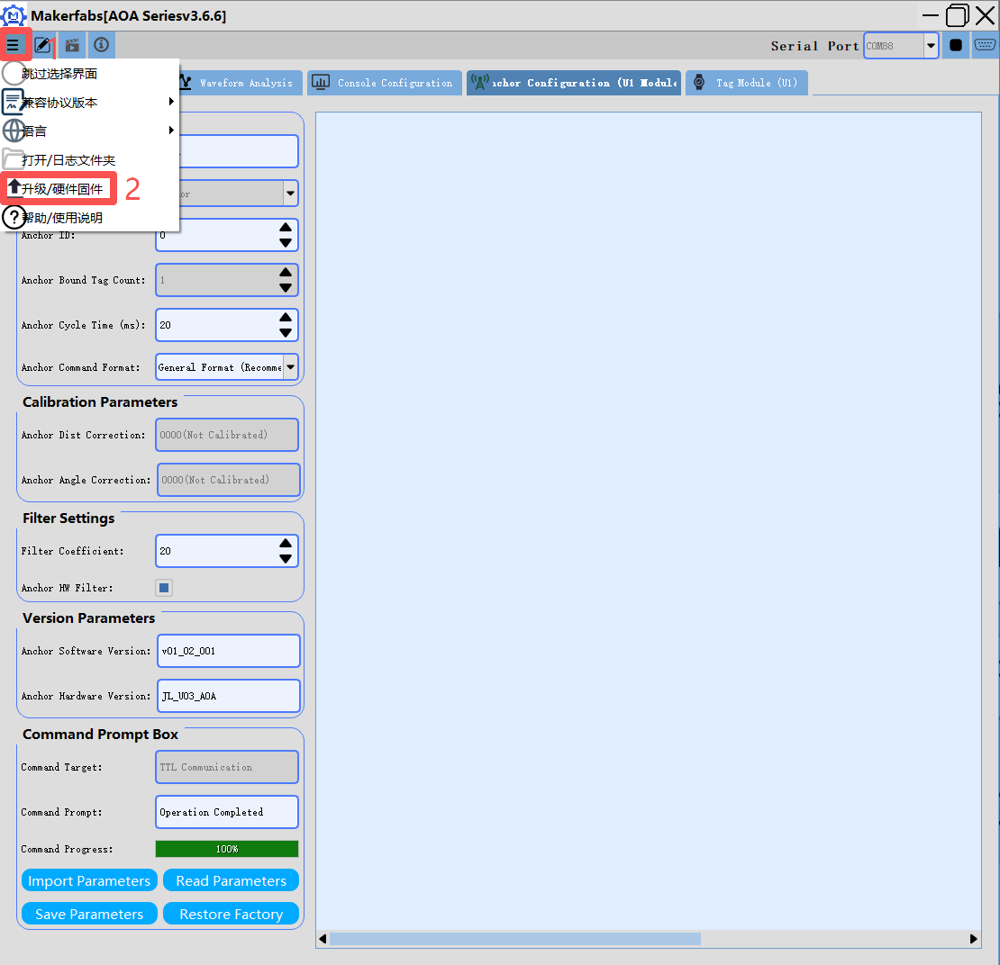 Makerfabs[AOA Seriesv3.6.6]
1
Serial Port
COM88
跳过选择界面
兼容协议版本
语言
打开/日志文件夹
升级/硬件固件
2
帮助/使用说明
Waveform Analysis
Console Configuration
nchor Configuration (U1 Module
Tag Module (U1)
or
Anchor ID:
0
Anchor Bound Tag Count:
1
Anchor Cycle Time (ms):
20
Anchor Command Format:
General Format (Recomme
Calibration Parameters
Anchor Dist Correction:
0000(Not Calibrated)
Anchor Angle Correction:
0000(Not Calibrated)
Filter Settings
Filter Coefficient:
20
Anchor HW Filter:
Version Parameters
Anchor Software Version:
v01_02_001
Anchor Hardware Version:
JL_U03_AOA
Command Prompt Box
Command Target:
TTL Communication
Command Prompt:
Operation Completed
Command Progress:
100%
Import Parameters
Read Parameters
Save Parameters
Restore Factory